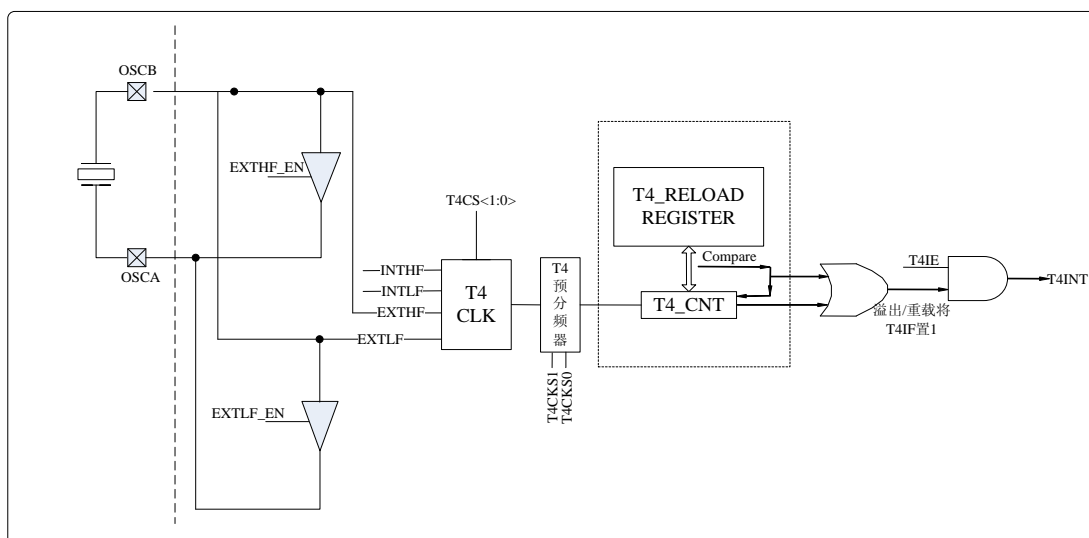 OSCB
EXTHF_EN
OSCA
T4CS<1:0>
INTHF
INTLF
EXTHF
EXTLF
T4
CLK
T4
预
分
频
器
T4CKS1
T4CKS0
T4_RELOAD
REGISTER
Compare
T4_CNT
T4IE
T4INT
溢出/重载将
T4IF置1
EXTLF_EN